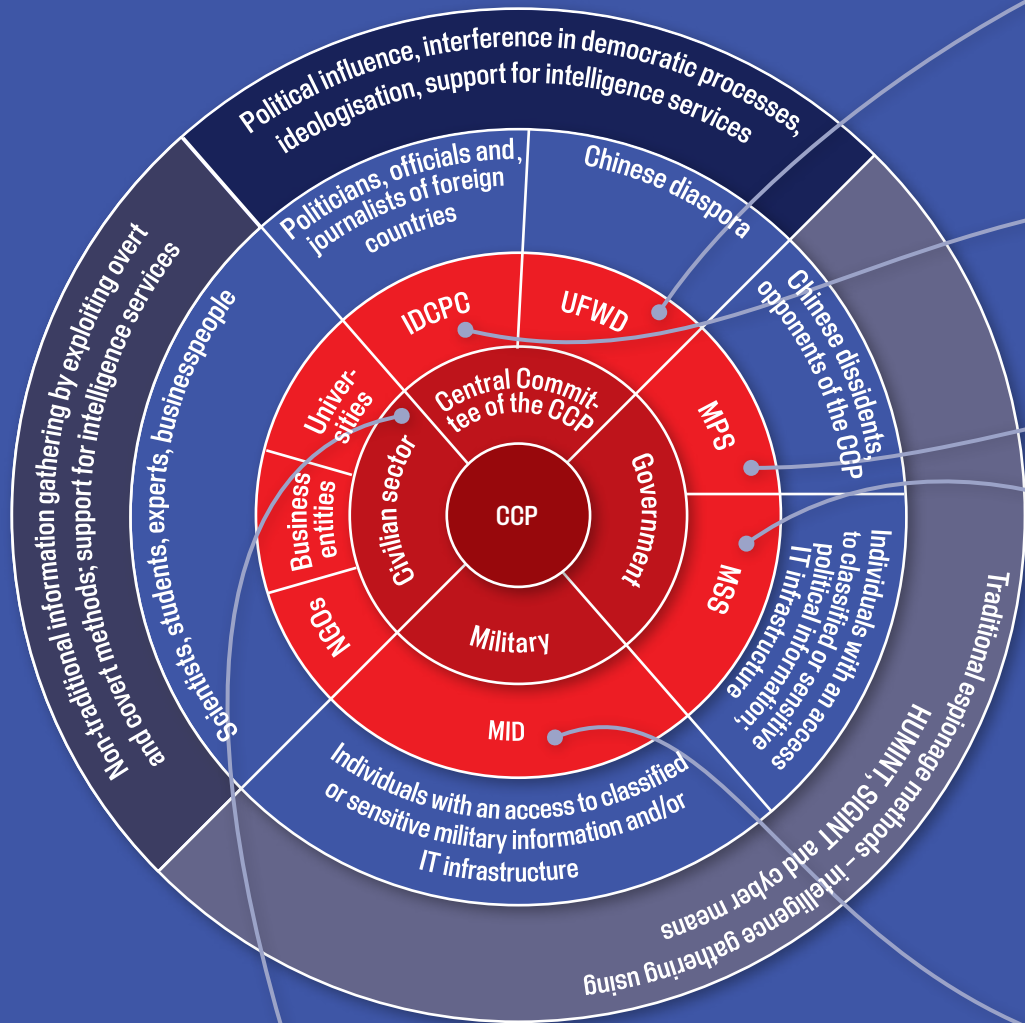 Political influence, interference in democratic processes,
ideologisation, support for intelligence services
Politicians, officials and,
journalists of foreign
countries
Chinese diaspora
IDCPC
UFWD
Central Commit-
tee of the CCP
Chinese dissidents,
opponents of the CCP
MPS
Government
MSS
Individuals with an access
to classified or sensitive
political information,
IT infrastructure
Traditional espionage methods – intelligence gathering using
HUMINT, SIGINT and cyber means
CCP
Military
MID
Individuals with an access to classified
or sensitive military information and/or
IT infrastructure
Civilian sector
Univer-
sities
Business
entities
NGOs
Scientists, students, experts, businesspeople
Non-traditional information gathering by exploiting overt
and covert methods; support for intelligence services